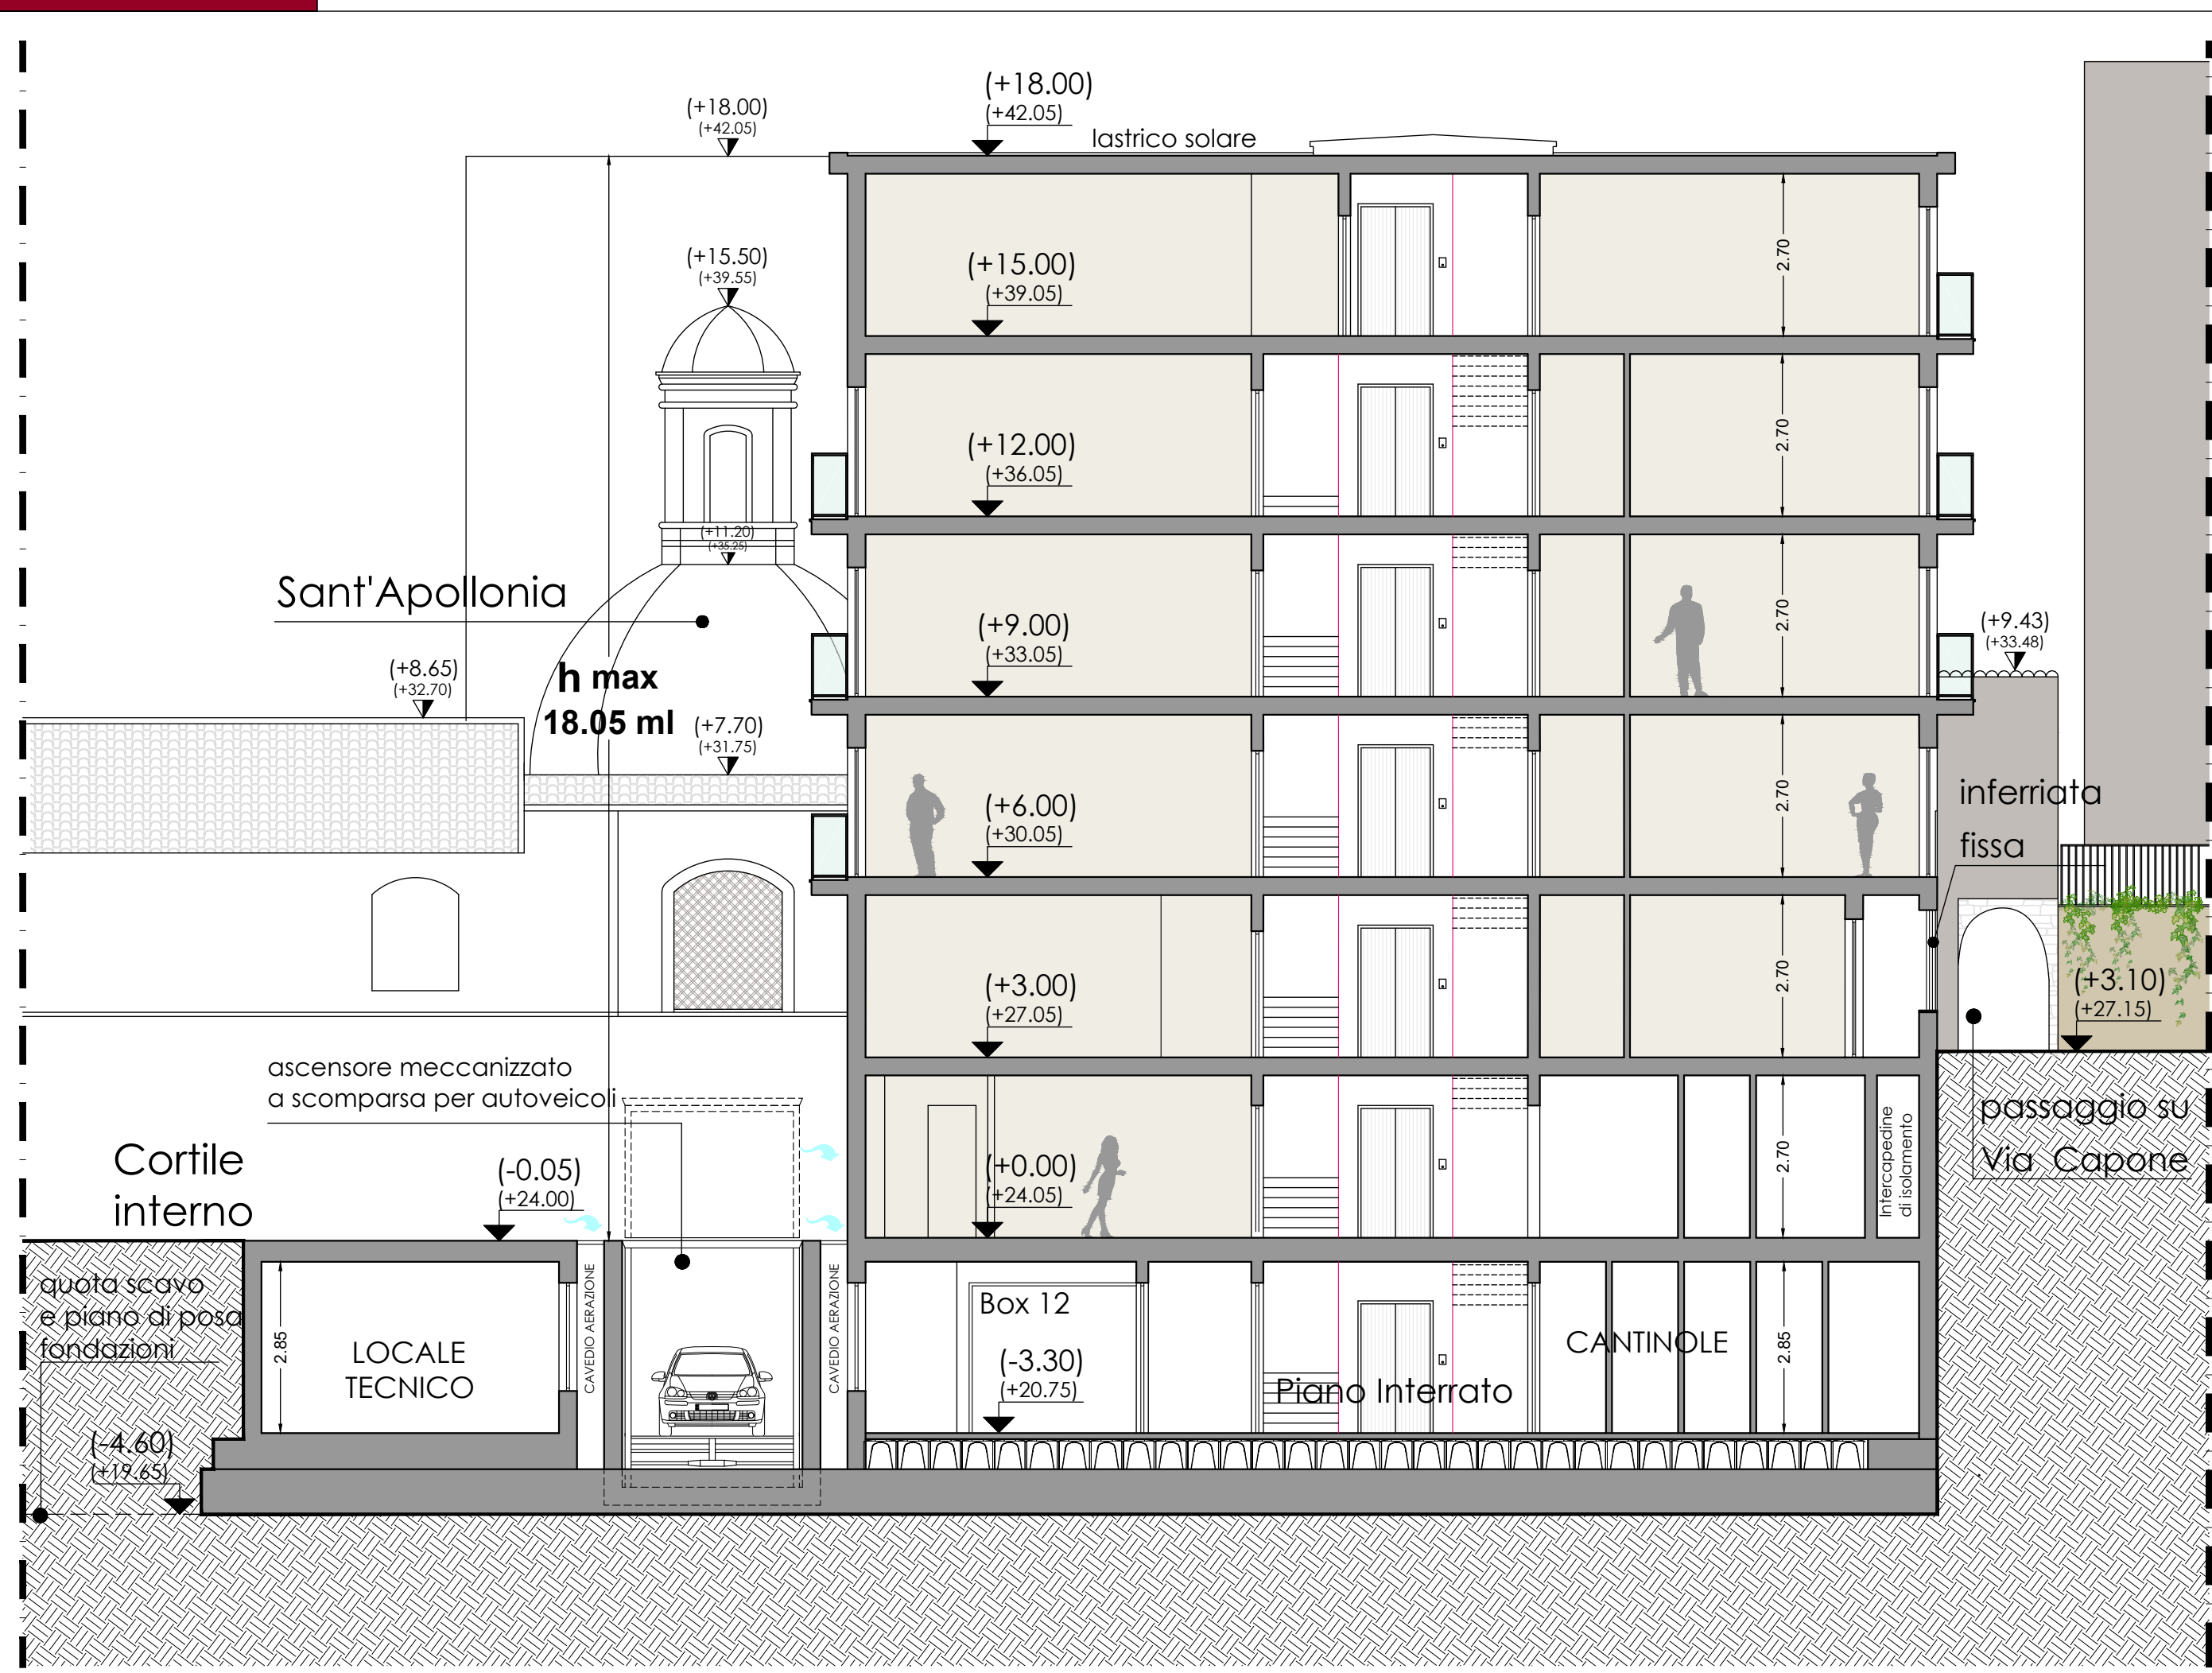 (+18.00)
(+42.05)
(+18.00)
(+42.05)
lastrico solare
(+15.50)
(+39.55)
(+15.00)
(+39.05)
2.70
(+12.00)
(+36.05)
2.70
(+11.20)
(+35.25)
Sant'Apollonia
(+9.00)
(+33.05)
2.70
(+9.43)
(+33.48)
(+8.65)
(+32.70)
h max
18.05 ml
(+7.70)
(+31.75)
(+6.00)
(+30.05)
2.70
inferriata
fissa
(+3.00)
(+27.05)
2.70
(+3.10)
(+27.15)
ascensore meccanizzato
a scomparsa per autoveicoli
Cortile
interno
(-0.05)
(+24.00)
(+0.00)
(+24.05)
2.70
Intercapedine
di isolamento
passaggio su
Via Capone
quota scavo
e piano di posa
fondazioni
2.85
LOCALE
TECNICO
CAVEDIO AERAZIONE
CAVEDIO AERAZIONE
Box 12
(-3.30)
(+20.75)
Piano Interrato
CANTINOLE
2.85
(-4.60)
(+19.65)